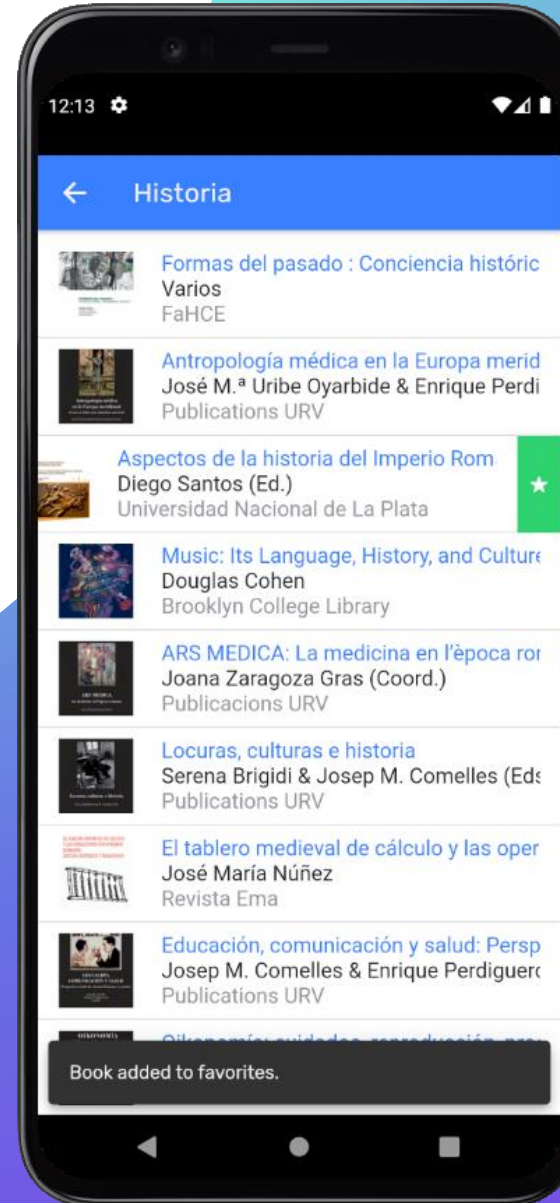 12:13
Historia
Formas del pasado : Conciencia históric
Varios
FaHCE
Antropología médica en la Europa merid
José M.ª Uribe Oyarbide & Enrique Perdi
Publications URV
Aspectos de la historia del Imperio Rom
Diego Santos (Ed.)
Universidad Nacional de La Plata
Music: Its Language, History, and Culture
Douglas Cohen
Brooklyn College Library
ARS MEDICA: La medicina en l'època ror
Joana Zaragoza Gras (Coord.)
Publicacions URV
Locuras, culturas e historia
Serena Brigidi & Josep M. Comelles (Eds
Publications URV
El tablero medieval de cálculo y las oper
José María Núñez
Revista Ema
Educación, comunicación y salud: Persp
Josep M. Comelles & Enrique Perdiguerc
Publications URV
OIKONOMÍA
Book added to favorites.